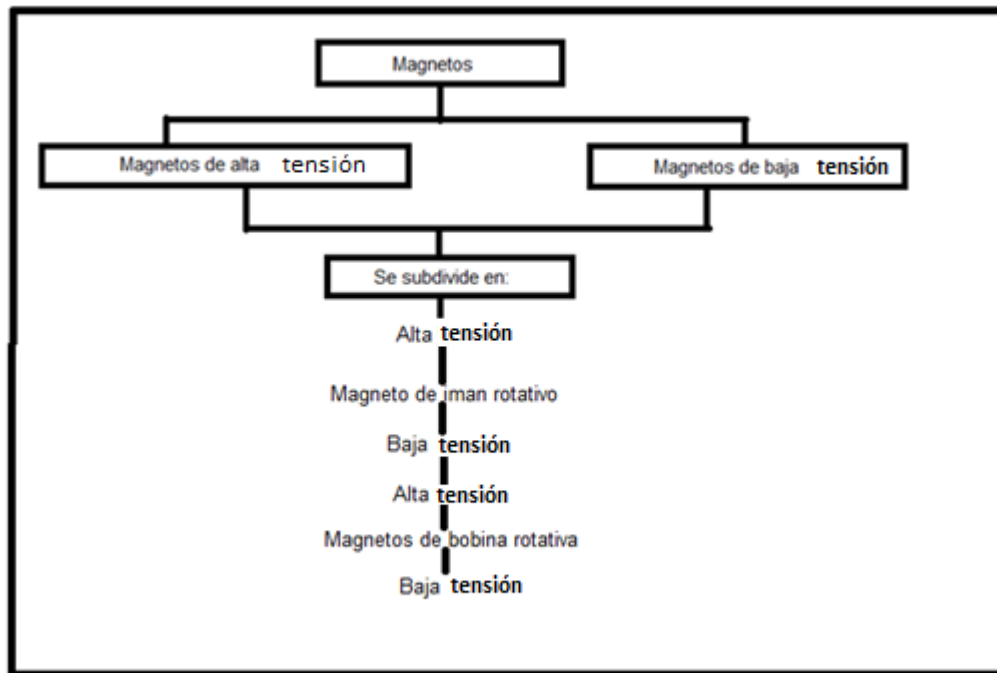 Magnetos
Magnetos de alta tensión
Magnetos de baja tensión
Se subdivide en:
Alta tensión
Magneto de iman rotativo
Baja tensión
Alta tensión
Magnetos de bobina rotativa
Baja tensión